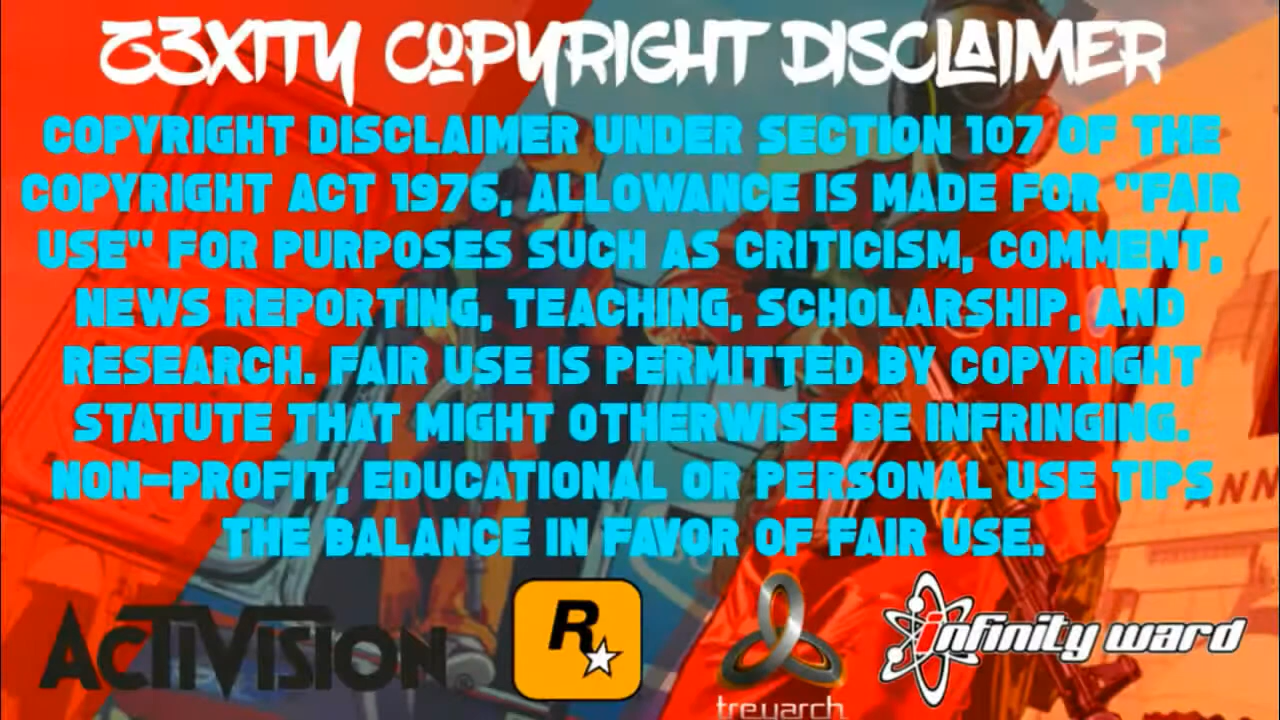 Z3XITY COPYRIGHT DISCLAIMER
COPYRIGHT DISCLAIMER UNDER SECTION 107 OF THE
COPYRIGHT ACT 1976, ALLOWANCE IS MADE FOR "FAIR
USE" FOR PURPOSES SUCH AS CRITICISM, COMMENT,
NEWS REPORTING, TEACHING, SCHOLARSHIP, AND
RESEARCH. FAIR USE IS PERMITTED BY COPYRIGHT
STATUTE THAT MIGHT OTHERWISE BE INFRINGING.
NON-PROFIT, EDUCATIONAL OR PERSONAL USE TIPS
THE BALANCE IN FAVOR OF FAIR USE.
ACTIVISION®
R
treyarch
infinity ward